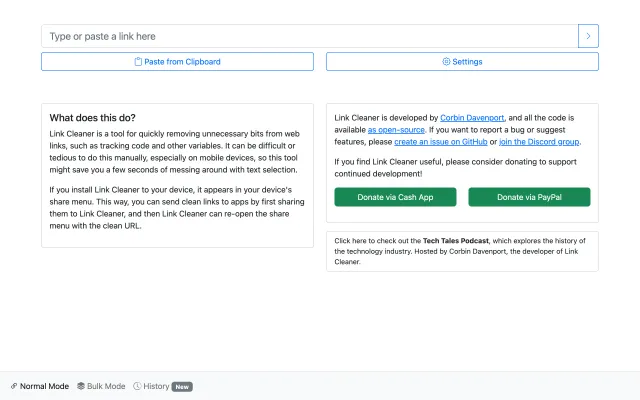 Type or paste a link here
Paste from Clipboard
Settings
What does this do?
Link Cleaner is a tool for quickly removing unnecessary bits from web
links, such as tracking code and other variables. It can be difficult or
tedious to do this manually, especially on mobile devices, so this tool
might save you a few seconds of messing around with text selection.
If you install Link Cleaner to your device, it appears in your device's
share menu. This way, you can send clean links to apps by first sharing
them to Link Cleaner, and then Link Cleaner can re-open the share
menu with the clean URL.
Link Cleaner is developed by Corbin Davenport, and all the code is
available as open-source. If you want to report a bug or suggest
features, please create an issue on GitHub or join the Discord group.
If you find Link Cleaner useful, please consider donating to support
continued development!
Donate via Cash App
Donate via PayPal
Click here to check out the Tech Tales Podcast, which explores the history of
the technology industry. Hosted by Corbin Davenport, the developer of Link
Cleaner.
Normal Mode
Bulk Mode
History New